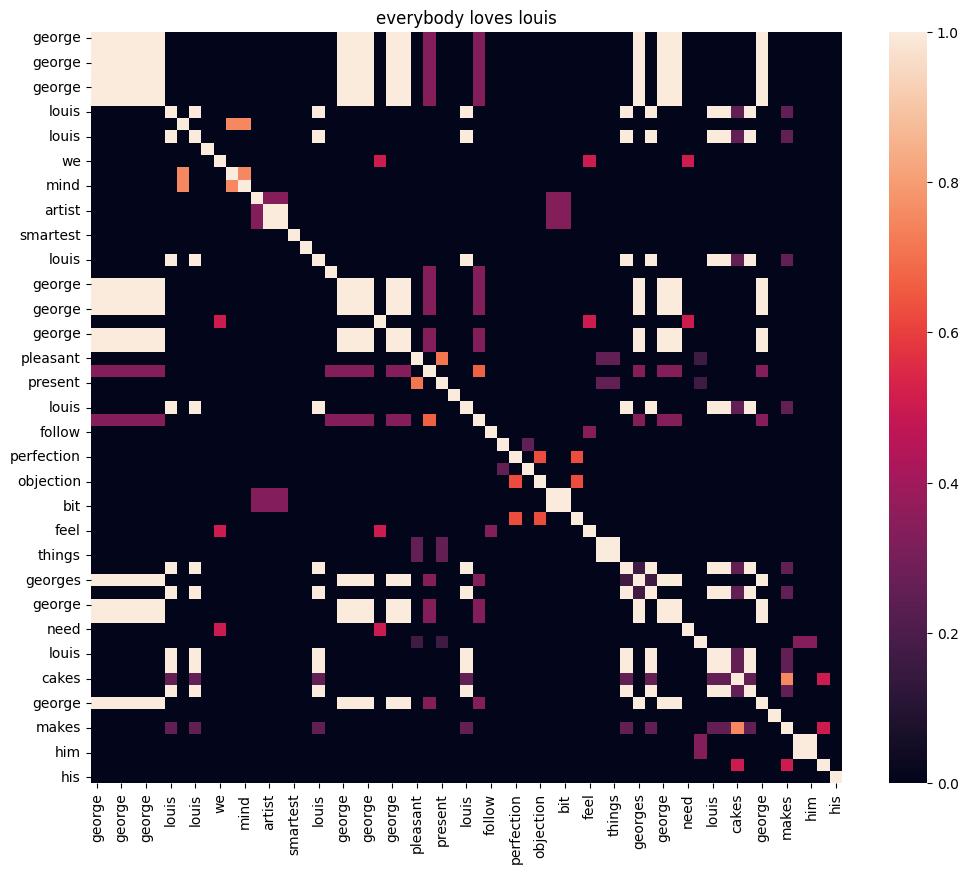 everybody loves louis
george
george
george
louis
louis
we
mind
artist
smartest
louis
george
george
george
pleasant
present
louis
follow
perfection
objection
bit
feel
things
georges
george
need
louis
cakes
george
makes
him
his
george
george
george
louis
louis
we
mind
artist
smartest
louis
george
george
george
pleasant
present
louis
follow
perfection
objection
bit
feel
things
georges
george
need
louis
cakes
george
makes
him
his
1.0
0.8
0.6
0.4
0.2
0.0